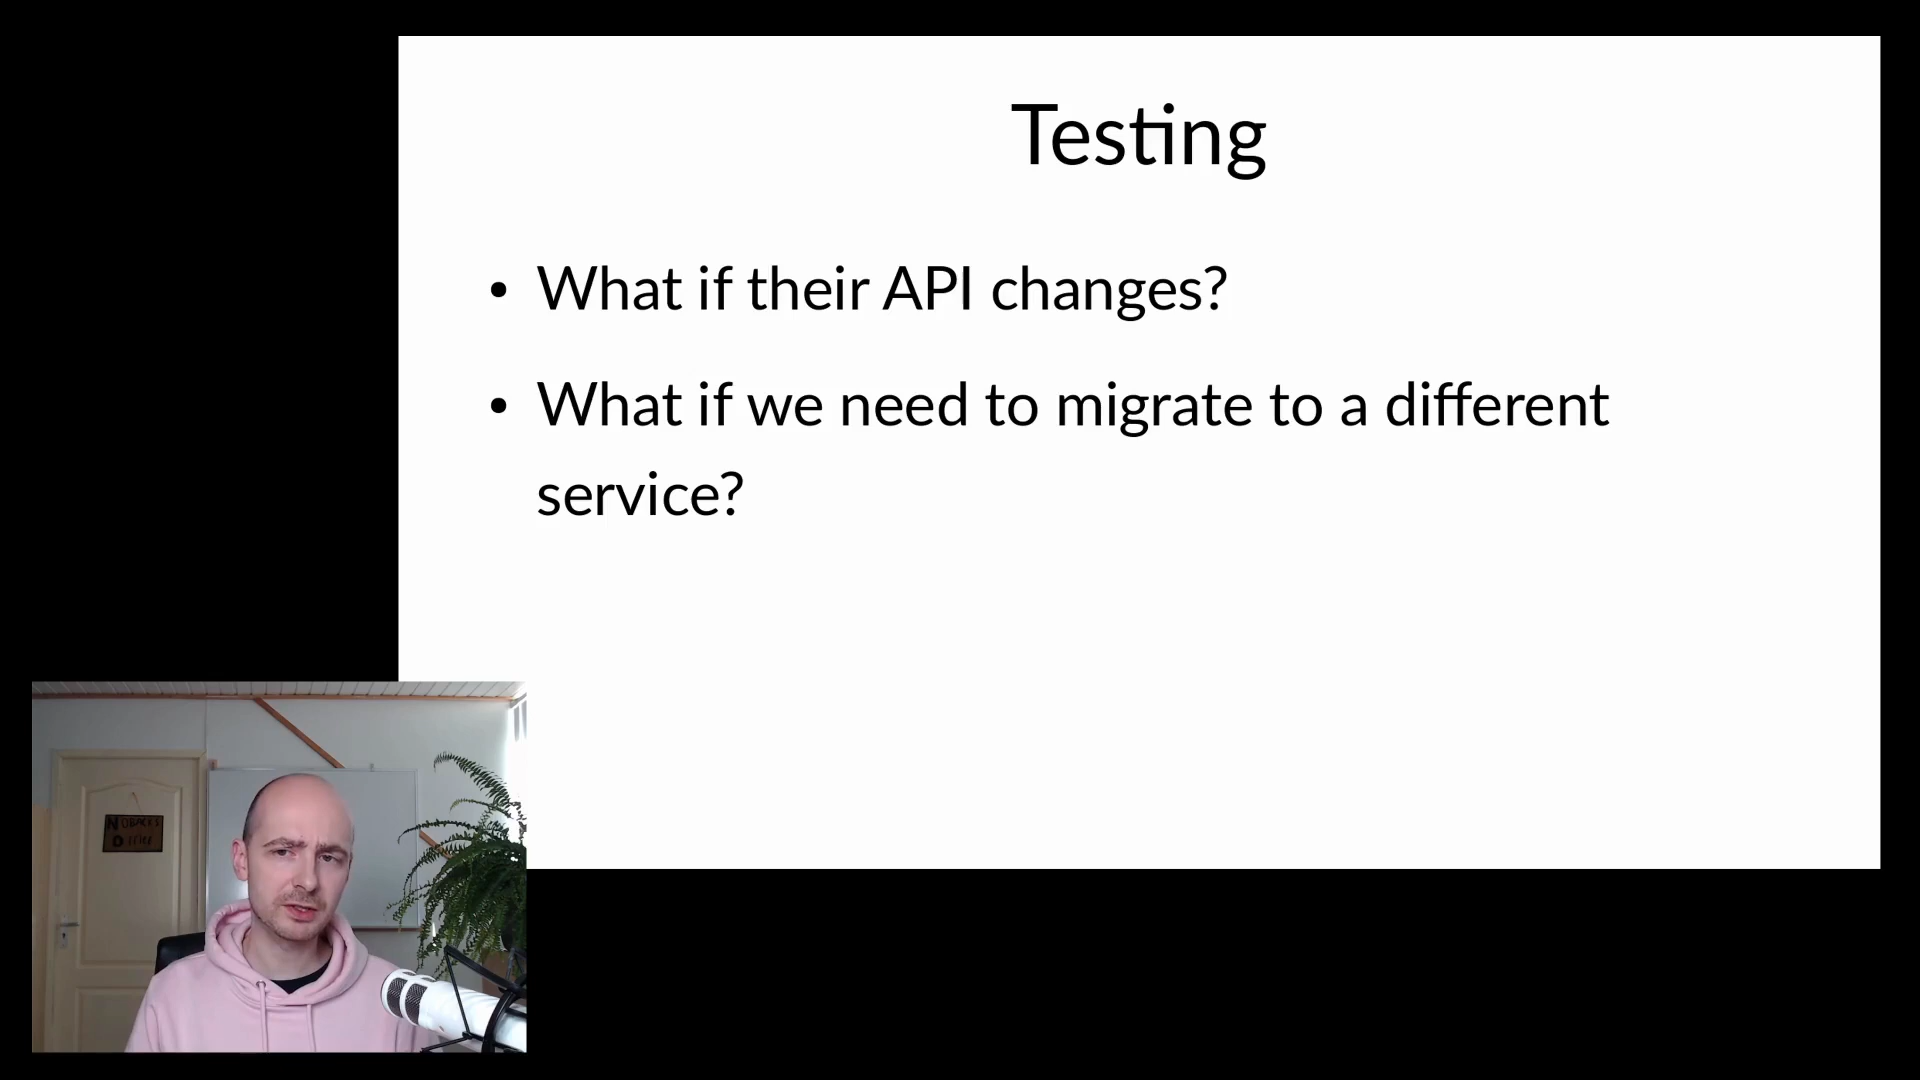 Testing
• What if their API changes?
• What if we need to migrate to a different
service?